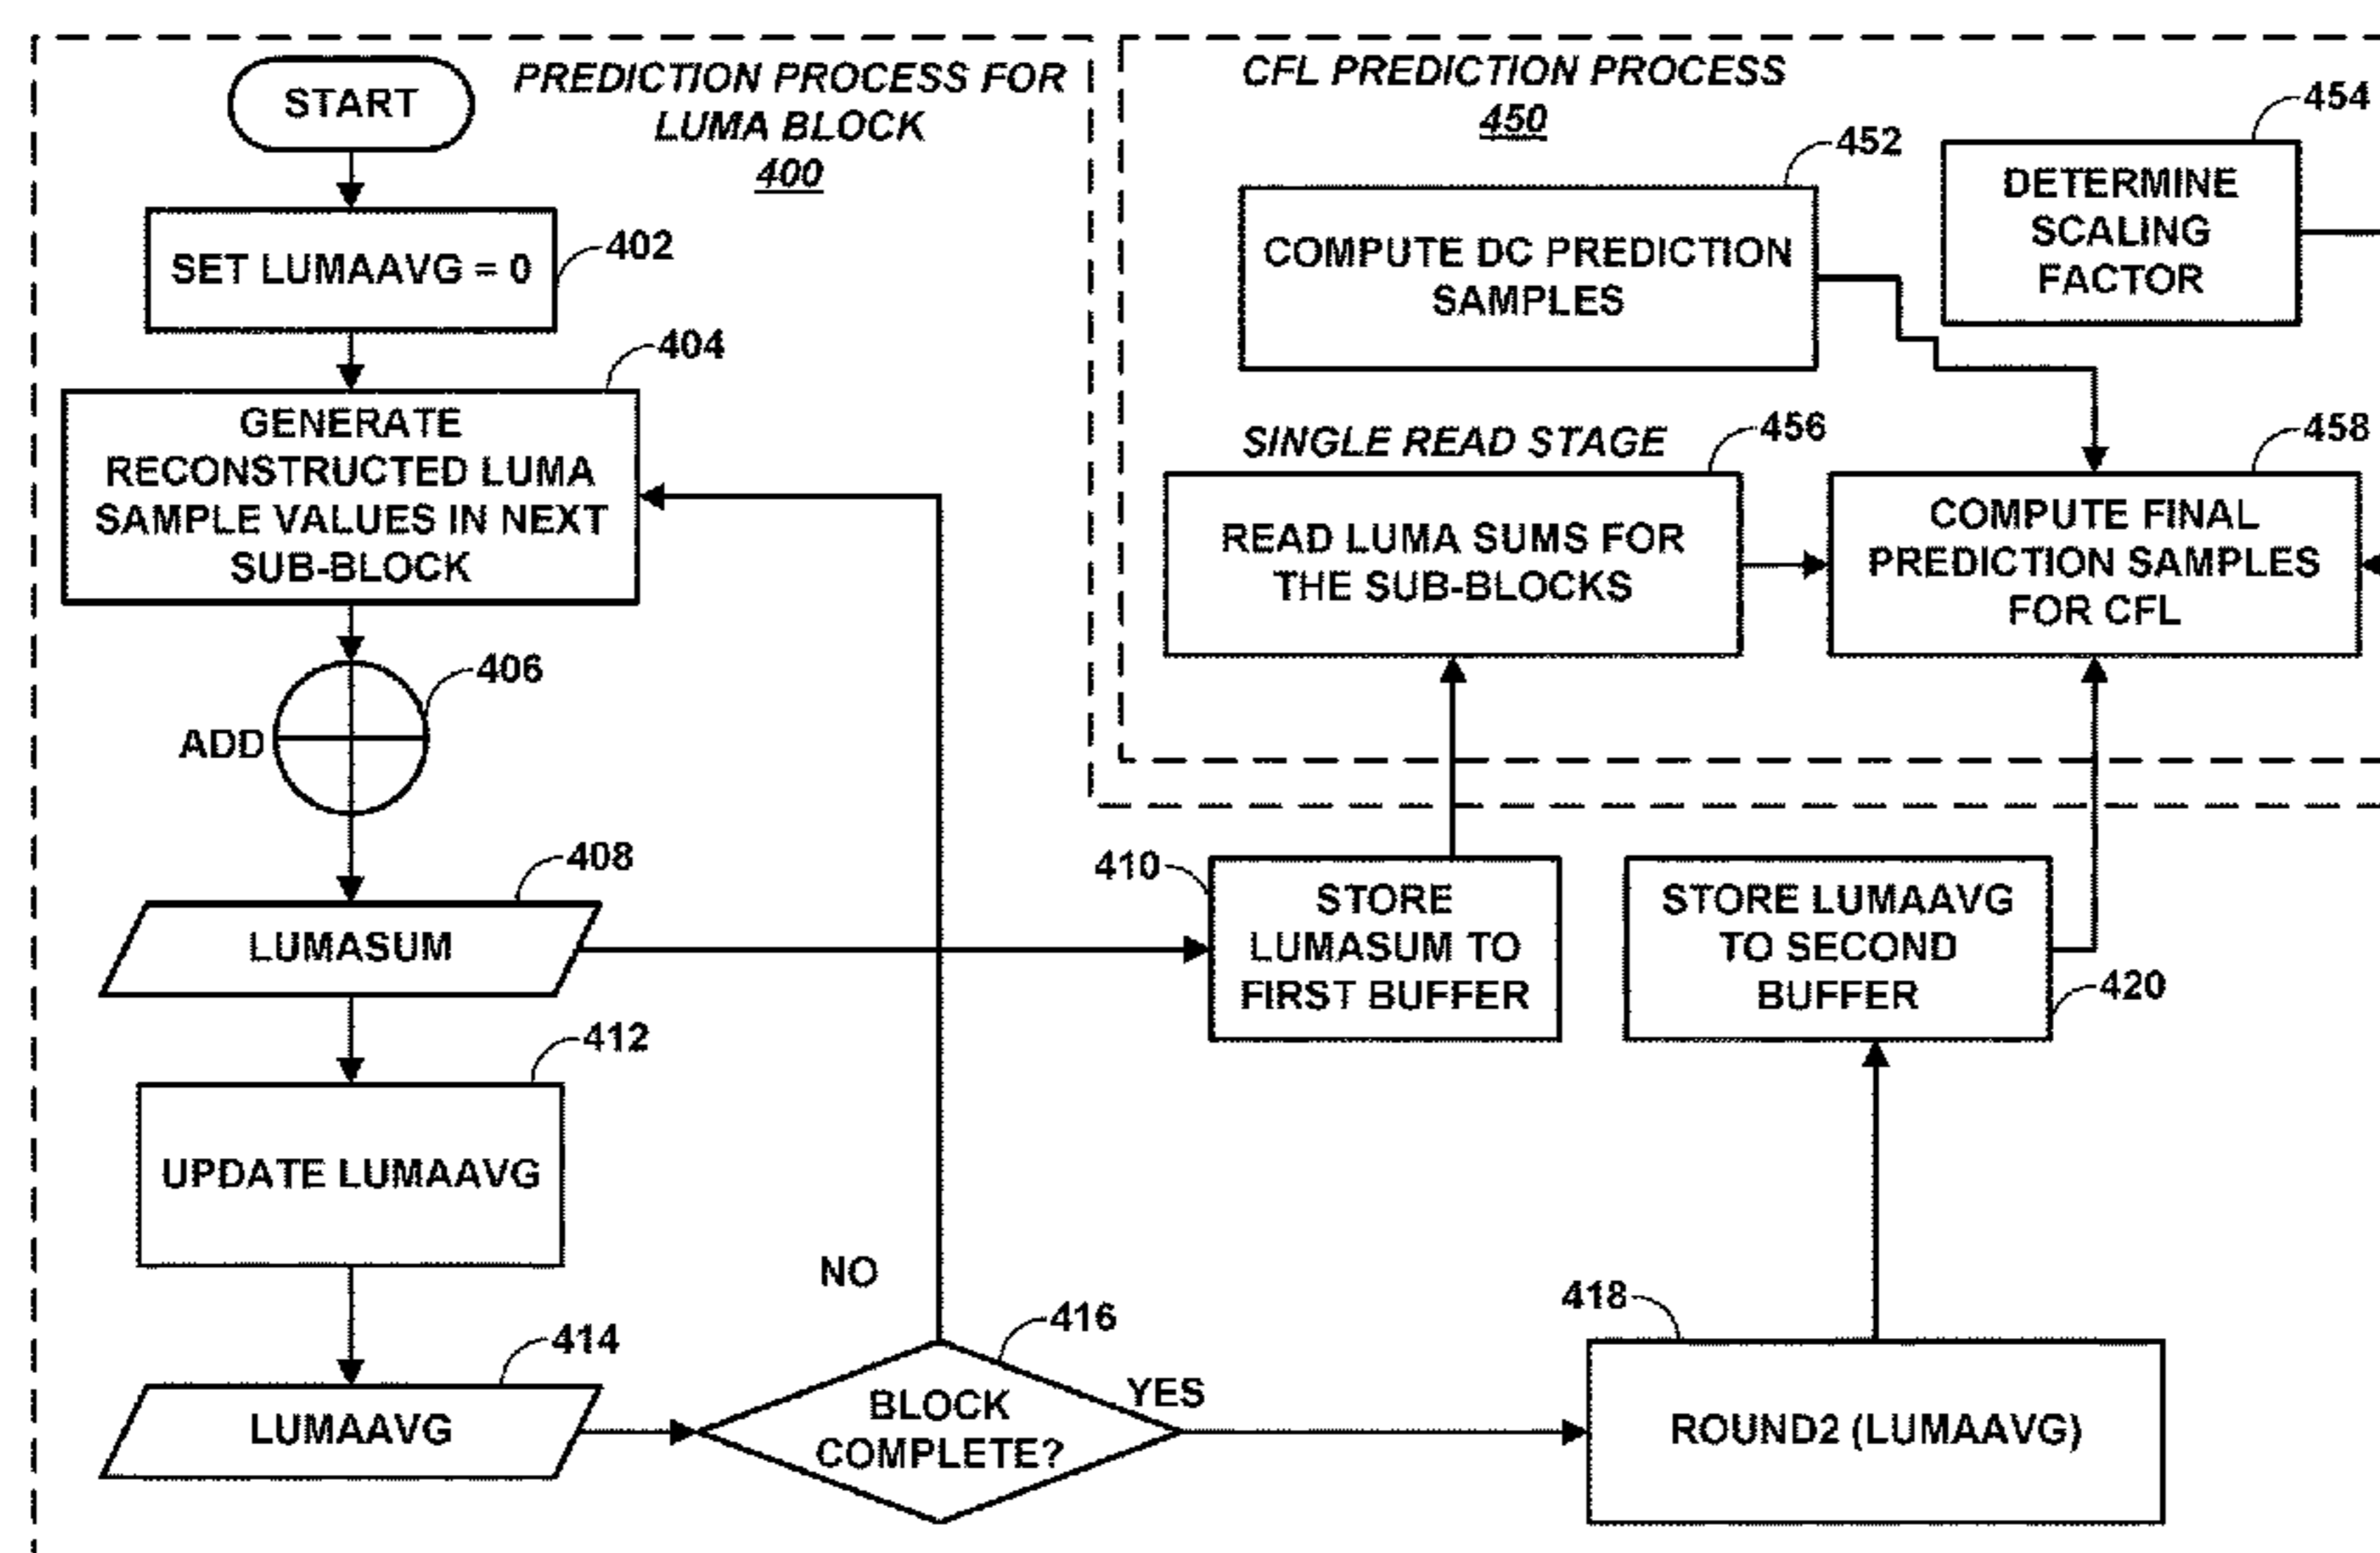 START
PREDICTION PROCESS FOR
LUMA BLOCK
400
SET LUMAAVG = 0
402
404
GENERATE
RECONSTRUCTED LUMA
SAMPLE VALUES IN NEXT
SUB-BLOCK
406
ADD
408
LUMASUM
412
UPDATE LUMAAVG
414
LUMAAVG
NO
416
BLOCK
COMPLETE?
YES
CFL PREDICTION PROCESS
450
452
COMPUTE DC PREDICTION
SAMPLES
454
DETERMINE
SCALING
FACTOR
SINGLE READ STAGE
456
READ LUMA SUMS FOR
THE SUB-BLOCKS
458
COMPUTE FINAL
PREDICTION SAMPLES
FOR CFL
410
STORE
LUMASUM TO
FIRST BUFFER
STORE LUMAAVG
TO SECOND
BUFFER
420
418
ROUND2 (LUMAAVG)